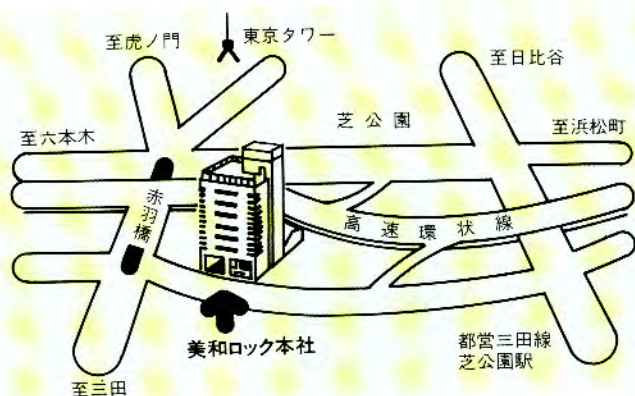 至虎ノ門
東京タワー
至日比谷
芝公園
至六本木
至浜松町
赤羽橋
高速環状線
美和ロック本社
都営三田線
芝公園駅
至三田